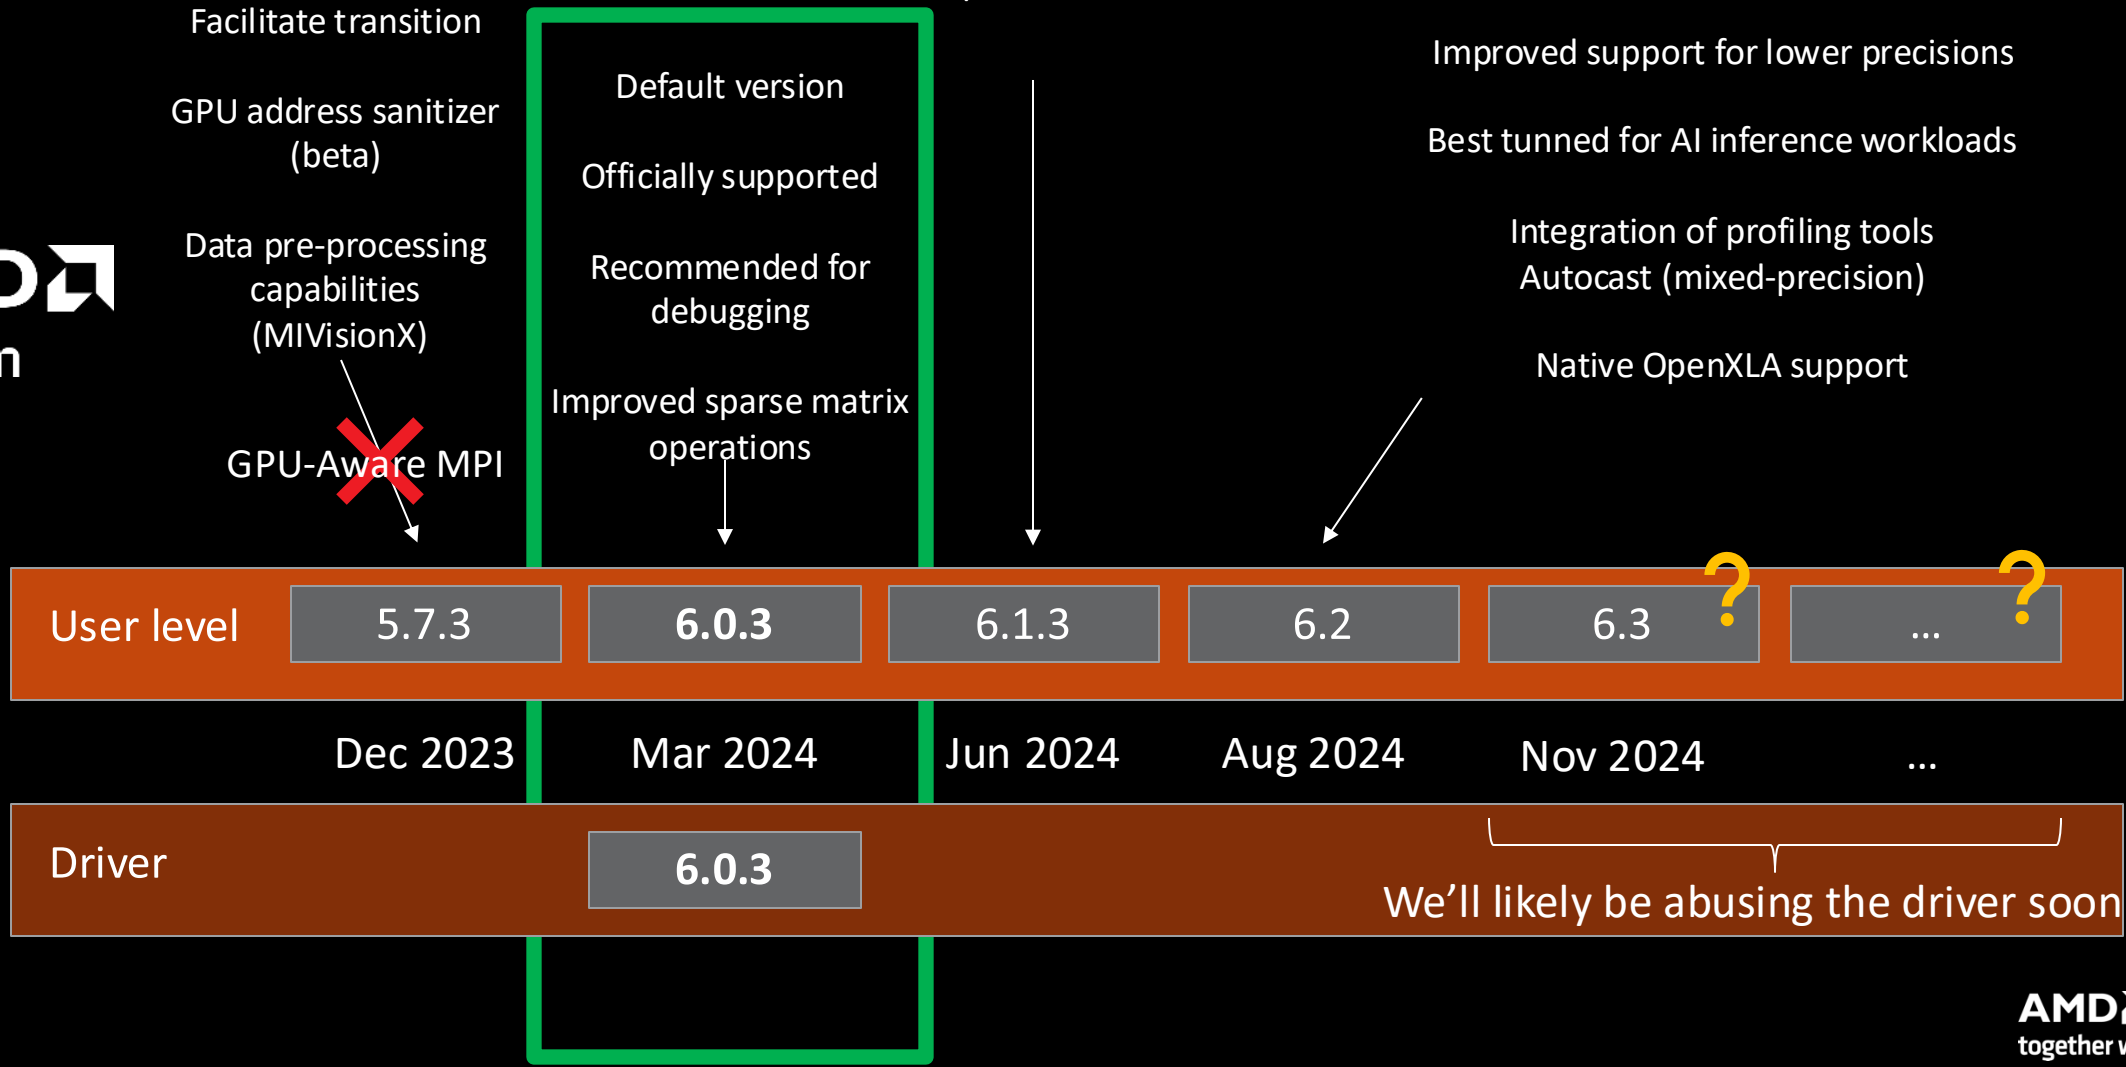 Facilitate transition
GPU address sanitizer
(beta)
Data pre-processing
capabilities
(MIVisionX)
GPU-Aware MPI
Default version
Officially supported
Recommended for
debugging
Improved sparse matrix
operations
Improved support for lower precisions
Best tunned for AI inference workloads
Integration of profiling tools
Autocast (mixed-precision)
Native OpenXLA support
User level
5.7.3
6.0.3
6.1.3
6.2
6.3
?
...
?
Dec 2023
Mar 2024
Jun 2024
Aug 2024
Nov 2024
...
Driver
6.0.3
We'll likely be abusing the driver soon
AMD
together